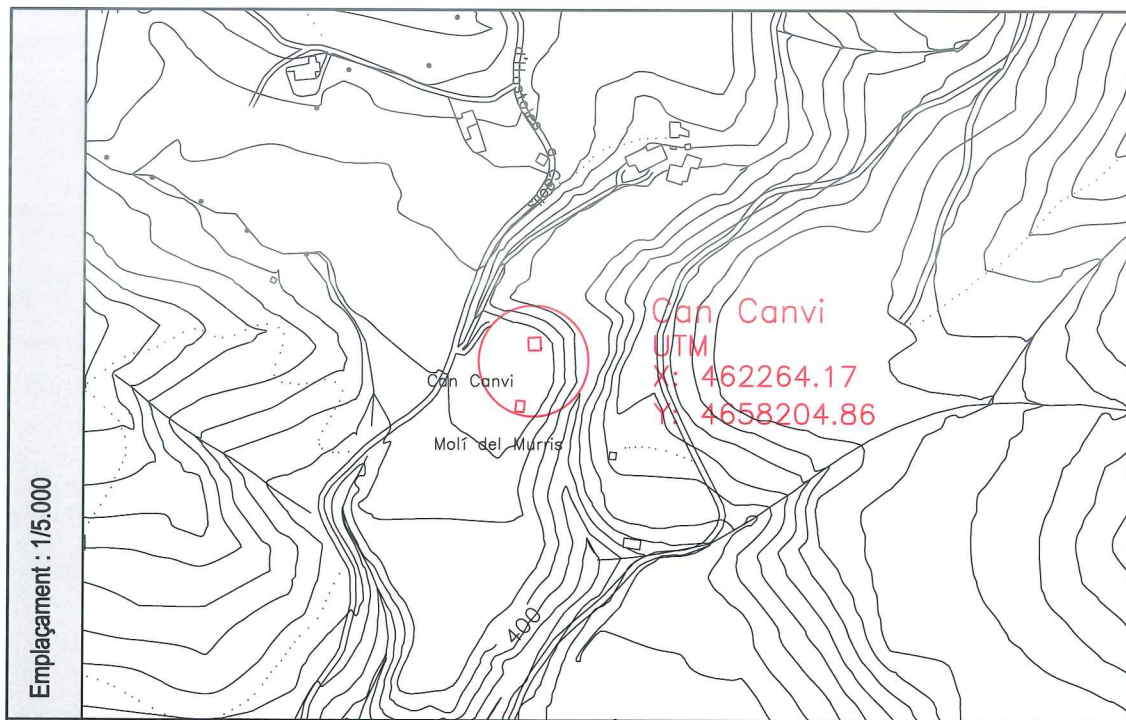 Emplaçament : 1/5.000
Can Canvi
UTM
X: 462264.17
Y: 4658204.86
Can Canvi
Molí del Murris
400